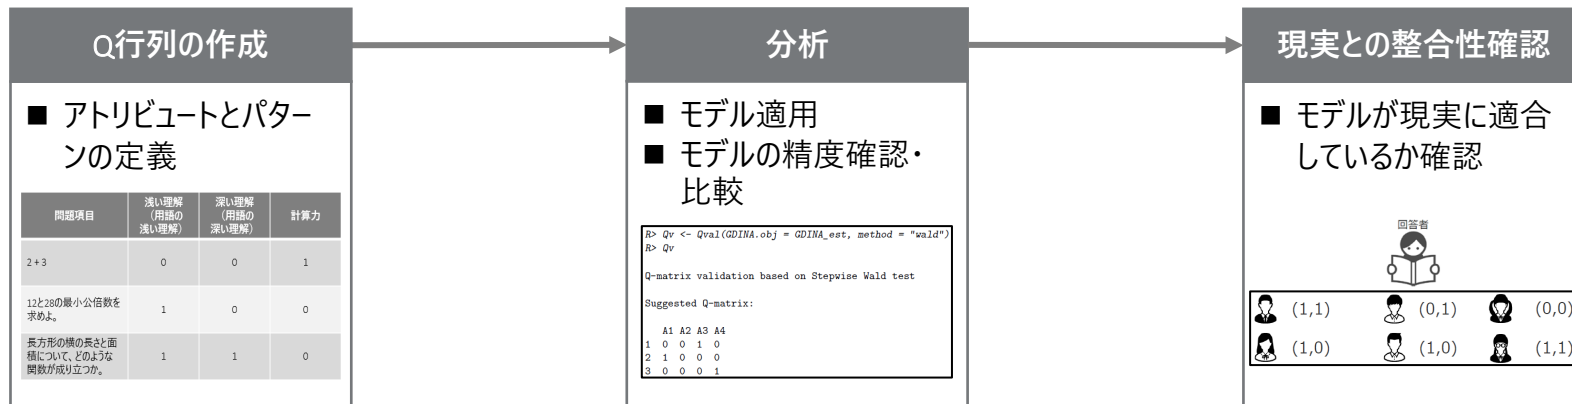 Q行列の作成
■ アトリビュートとパター
ンの定義
問題項目 浅い理解（用語の浅い理解） 深い理解（用語の深い理解） 計算力
2 + 3 0 0 1
12と28の最小公倍数を
求めよ。 1 0 0
長方形の横の長さと面
積について、どのような
関数が成り立つか。 1 1 0
分析
■ モデル適用
■ モデルの精度確認・
比較
R> Qv <- Qval(GDINA.obj = GDINA_est, method = "wald")
R> Qv
Q-matrix validation based on Stepwise Wald test
Suggested Q-matrix:
A1 A2 A3 A4
1 0 0 1 0
2 1 0 0 0
3 0 0 0 1
現実との整合性確認
■ モデルが現実に適合
しているか確認
回答者
(1,1) (0,1) (0,0)
(1,0) (1,0) (1,1)